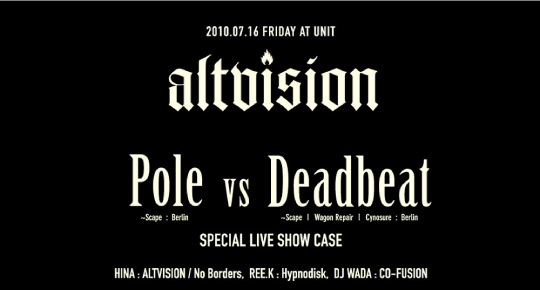 2010.07.16 FRIDAY AT UNIT
altvision
Pole vs Deadbeat
~Scape : Berlin
~Scape | Wagon Repair | Cynosure : Berlin
SPECIAL LIVE SHOW CASE
HINA : ALTVISION / No Borders, REE.K : Hypnodisk, DJ WADA : CO-FUSION